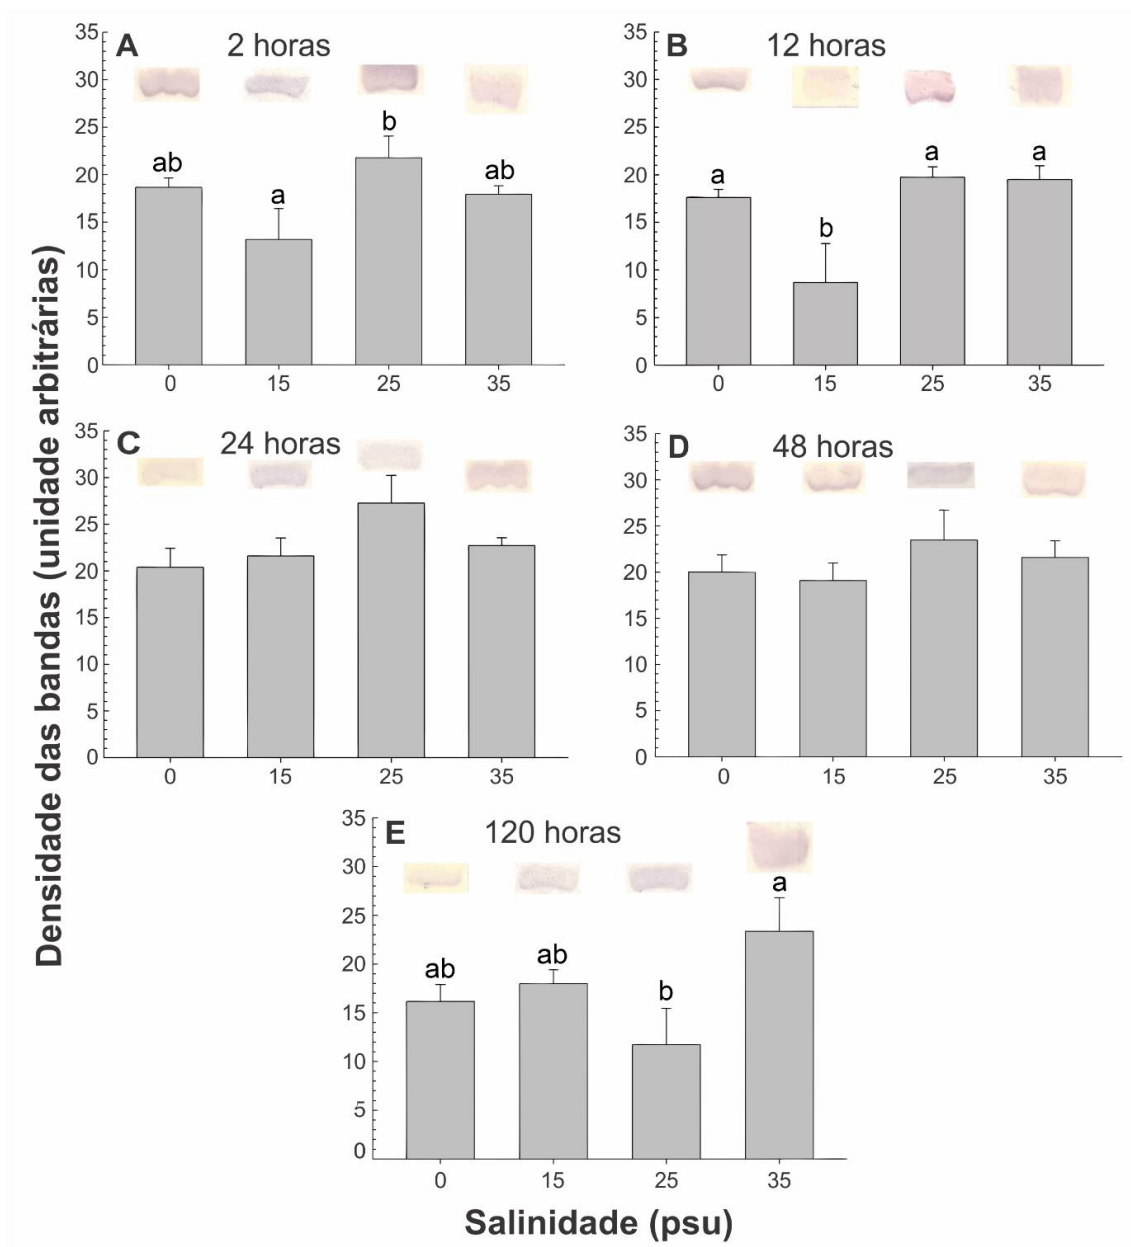 Densidade das bandas (unidade arbitrárias)
A 2 horas
35
30
25
20
15
10
5
0
ab
a
b
ab
0 15 25 35
B 12 horas
35
30
25
20
15
10
5
0
a
b
a
a
0 15 25 35
C 24 horas
35
30
25
20
15
10
5
0
0 15 25 35
D 48 horas
35
30
25
20
15
10
5
0
0 15 25 35
E 120 horas
35
30
25
20
15
10
5
0
ab
ab
b
a
0 15 25 35
Salinidade (psu)